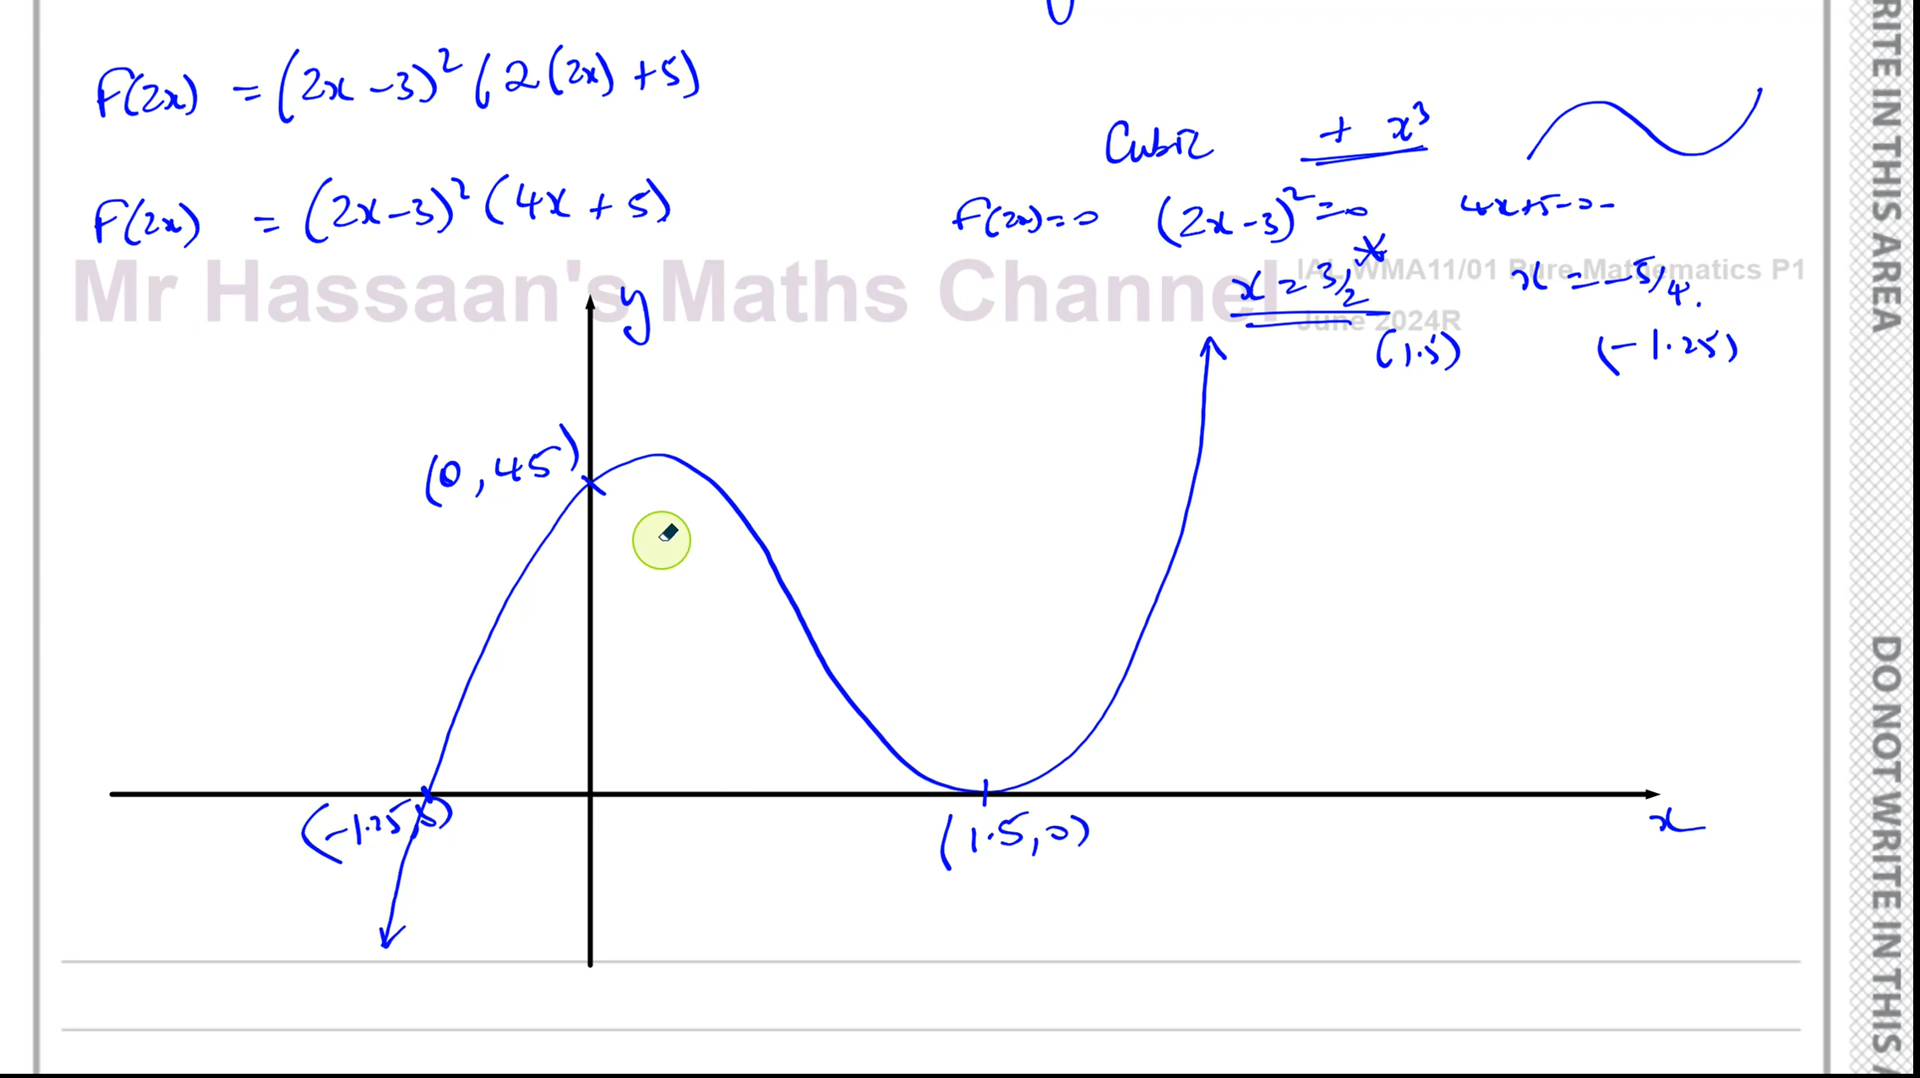 F(2x) = (2x-3)² (2(2x)+5)
Cubic + x³
F(2x) = (2x-3)² (4x+5)
F(2x)=0 (2x-3)²=0 4x+5=0
Mr Hassaan's Maths Channel
IAL WMA11/01 Pure Mathematics P1
June 2024R
x = 3/2 *
x = -5/4.
(1.5)
(-1.25)
y
(0,45)
(-1.25,0)
(1.5,0)
x
RITE IN THIS AREA
DO NOT WRITE IN THIS